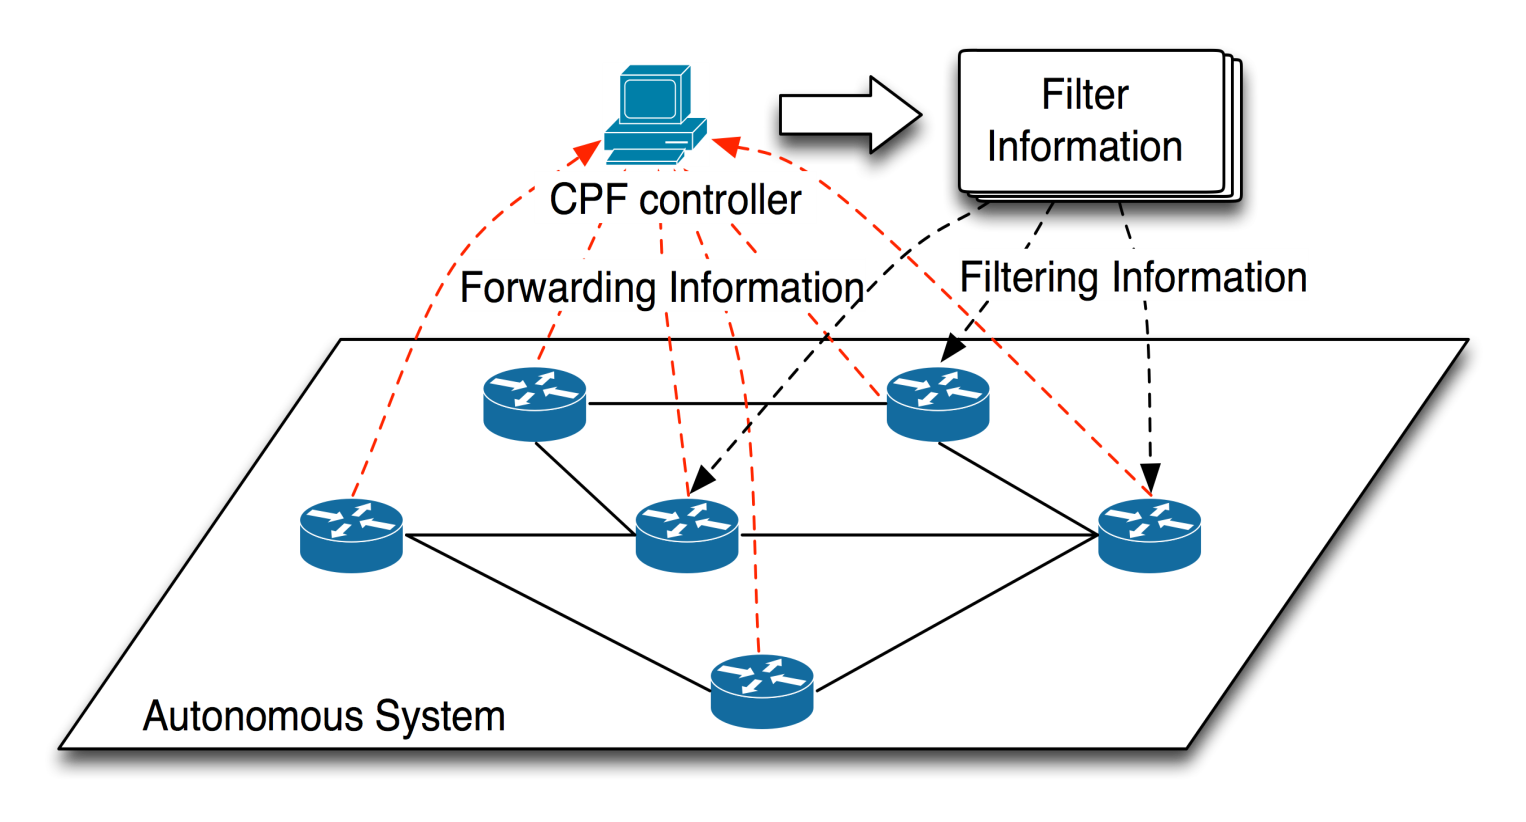 Filter
Information
CPF controller
Forwarding Information
Filtering Information
Autonomous System